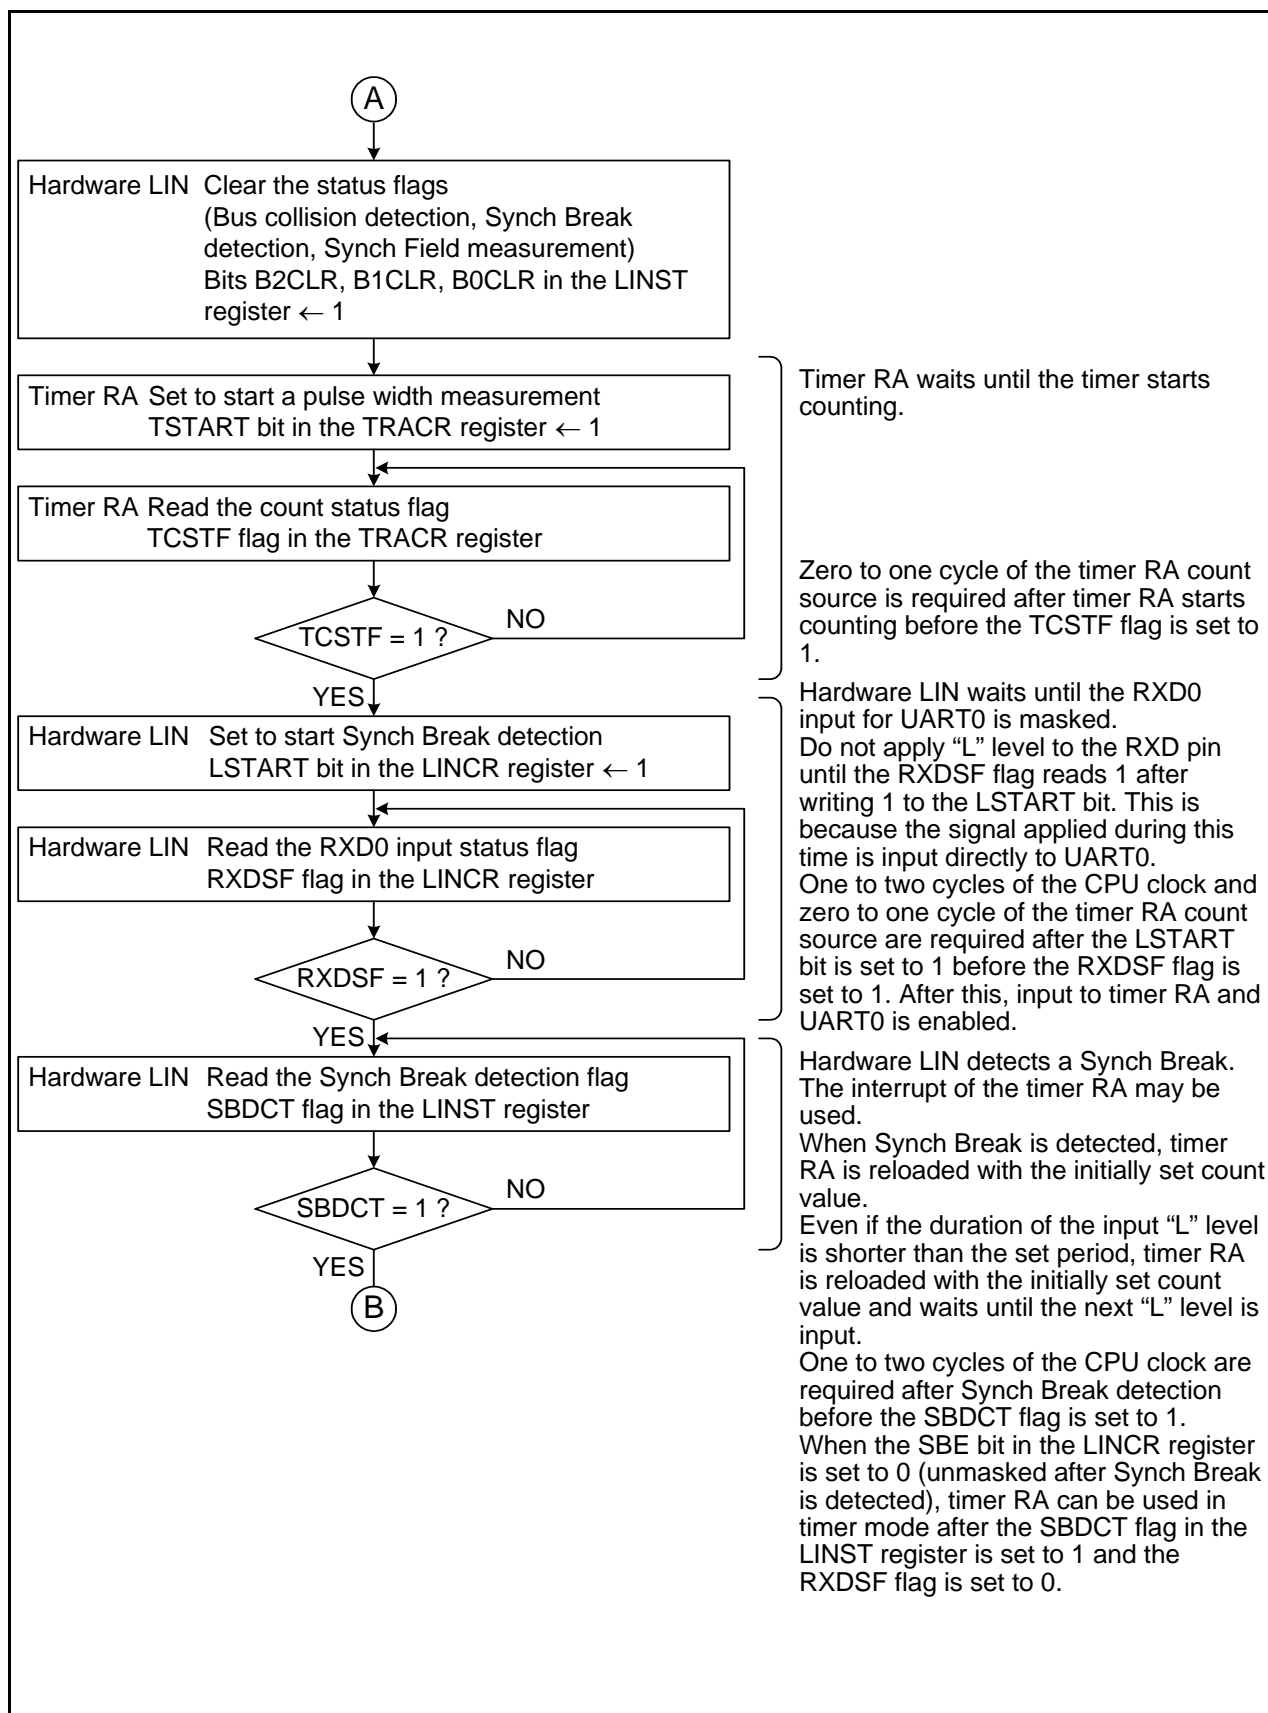 A
Hardware LIN Clear the status flags
(Bus collision detection, Synch Break
detection, Synch Field measurement)
Bits B2CLR, B1CLR, B0CLR in the LINST
register ← 1
Timer RA Set to start a pulse width measurement
TSTART bit in the TRACR register ← 1
Timer RA waits until the timer starts
counting.
Timer RA Read the count status flag
TCSTF flag in the TRACR register
TCSTF = 1 ?
NO
YES
Zero to one cycle of the timer RA count
source is required after timer RA starts
counting before the TCSTF flag is set to
1.
Hardware LIN Set to start Synch Break detection
LSTART bit in the LINCR register ← 1
Hardware LIN Read the RXD0 input status flag
RXDSF flag in the LINCR register
RXDSF = 1 ?
NO
YES
Hardware LIN waits until the RXD0
input for UART0 is masked.
Do not apply “L” level to the RXD pin
until the RXDSF flag reads 1 after
writing 1 to the LSTART bit. This is
because the signal applied during this
time is input directly to UART0.
One to two cycles of the CPU clock and
zero to one cycle of the timer RA count
source are required after the LSTART
bit is set to 1 before the RXDSF flag is
set to 1. After this, input to timer RA and
UART0 is enabled.
Hardware LIN Read the Synch Break detection flag
SBDCT flag in the LINST register
SBDCT = 1 ?
NO
YES
B
Hardware LIN detects a Synch Break.
The interrupt of the timer RA may be
used.
When Synch Break is detected, timer
RA is reloaded with the initially set count
value.
Even if the duration of the input “L” level
is shorter than the set period, timer RA
is reloaded with the initially set count
value and waits until the next “L” level is
input.
One to two cycles of the CPU clock are
required after Synch Break detection
before the SBDCT flag is set to 1.
When the SBE bit in the LINCR register
is set to 0 (unmasked after Synch Break
is detected), timer RA can be used in
timer mode after the SBDCT flag in the
LINST register is set to 1 and the
RXDSF flag is set to 0.